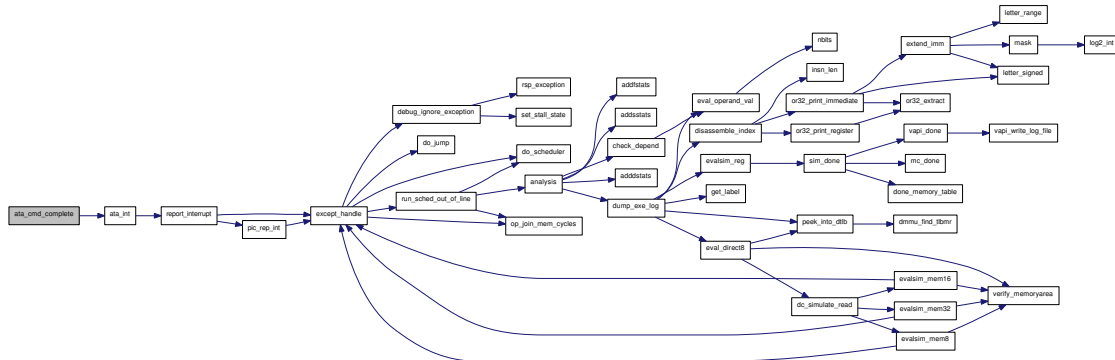 ata_cmd_complete
ata_int
report_interrupt
pic_rep_int
except_handle
debug_ignore_exception
do_jump
run_sched_out_of_line
rsp_exception
set_stall_state
do_scheduler
analysis
op_join_mem_cycles
addfstats
addsstats
check_depend
adddstats
dump_exe_log
eval_operand_val
disassemble_index
evalsim_reg
get_label
eval_direct8
nbits
insn_len
or32_print_immediate
or32_print_register
sim_done
peek_into_dtlb
dc_simulate_read
extend_imm
or32_extract
vapi_done
mc_done
done_memory_table
dmmu_find_tlbmr
evalsim_mem16
evalsim_mem32
evalsim_mem8
letter_range
mask
letter_signed
vapi_write_log_file
verify_memoryarea
log2_int